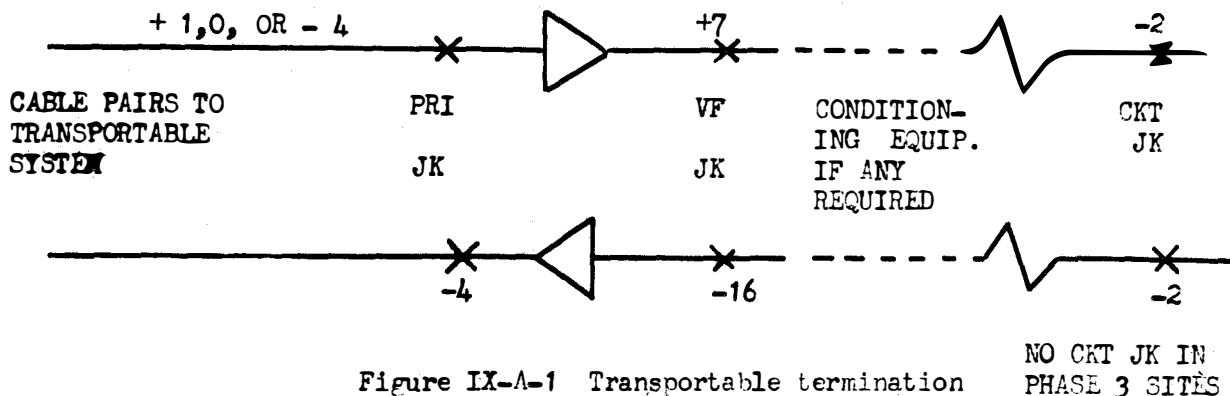 + 1,0, OR - 4
+7
-2
CABLE PAIRS TO
TRANSPORTABLE
SYSTEM
PRI
JK
VF
JK
CONDITION-
ING EQUIP.
IF ANY
REQUIRED
CKT
JK
-4
-16
-2
NO CKT JK IN
PHASE 3 SITES
Figure IX-A-1 Transportable termination